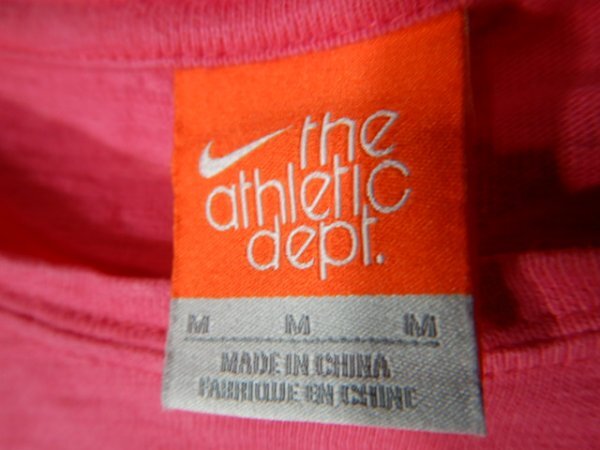 the
athletic
dept.
M M M
MADE IN CHINA
FABRIQUE EN CHINE